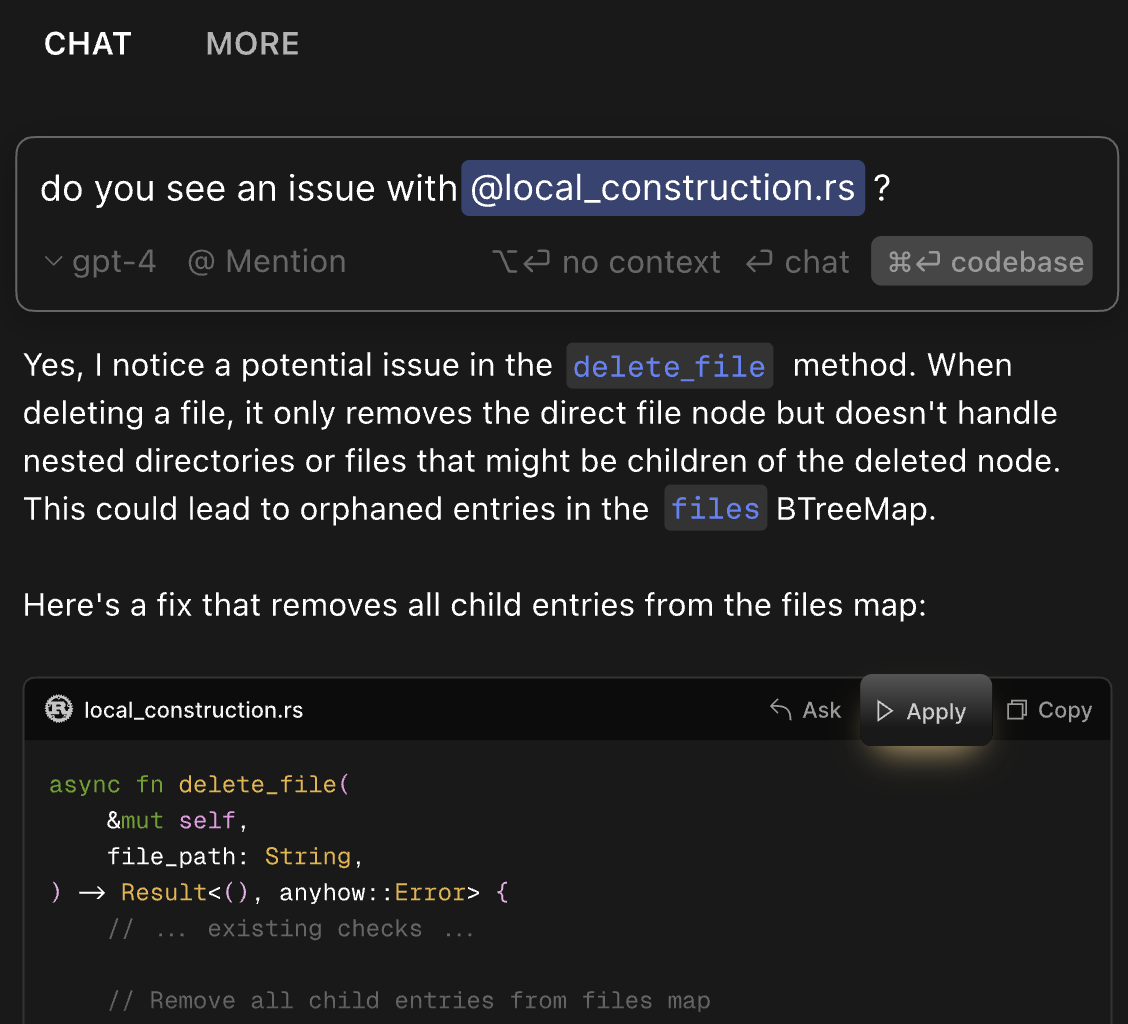 CHAT MORE
do you see an issue with @local_construction.rs ?
gpt-4 @ Mention ⌥⏎ no context ⏎ chat ⌘⏎ codebase
Yes, I notice a potential issue in the delete_file method. When
deleting a file, it only removes the direct file node but doesn't handle
nested directories or files that might be children of the deleted node.
This could lead to orphaned entries in the files BTreeMap.
Here's a fix that removes all child entries from the files map:
local_construction.rs Ask Apply Copy
async fn delete_file(
    &mut self,
    file_path: String,
) -> Result<(), anyhow::Error> {
    // ... existing checks ...
    // Remove all child entries from files map